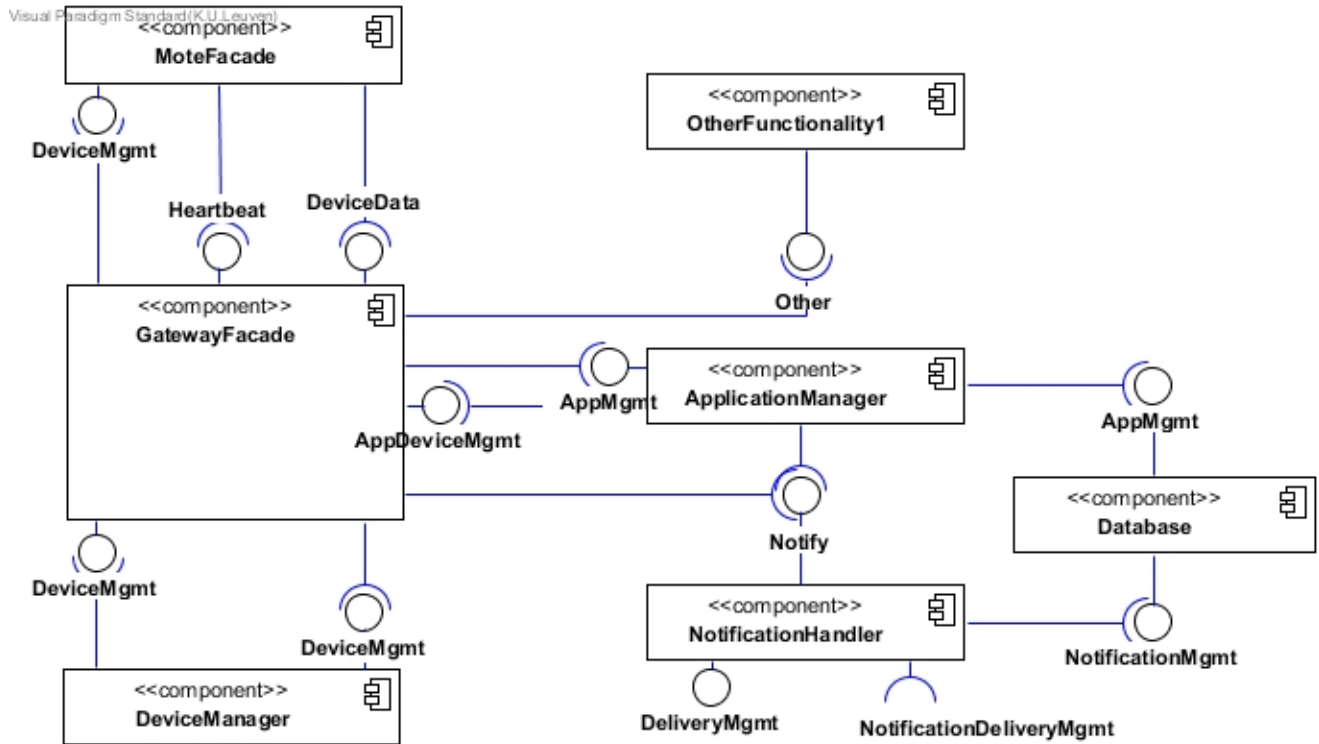 Visual Paradigm Standard(K.U.Leuven)
<<component>>
MoteFacade
<<component>>
OtherFunctionality1
DeviceMgmt
Heartbeat
DeviceData
Other
<<component>>
GatewayFacade
<<component>>
ApplicationManager
AppMgmt
AppDeviceMgmt
AppMgmt
<<component>>
Database
Notify
DeviceMgmt
DeviceMgmt
<<component>>
NotificationHandler
NotificationMgmt
<<component>>
DeviceManager
DeliveryMgmt
NotificationDeliveryMgmt